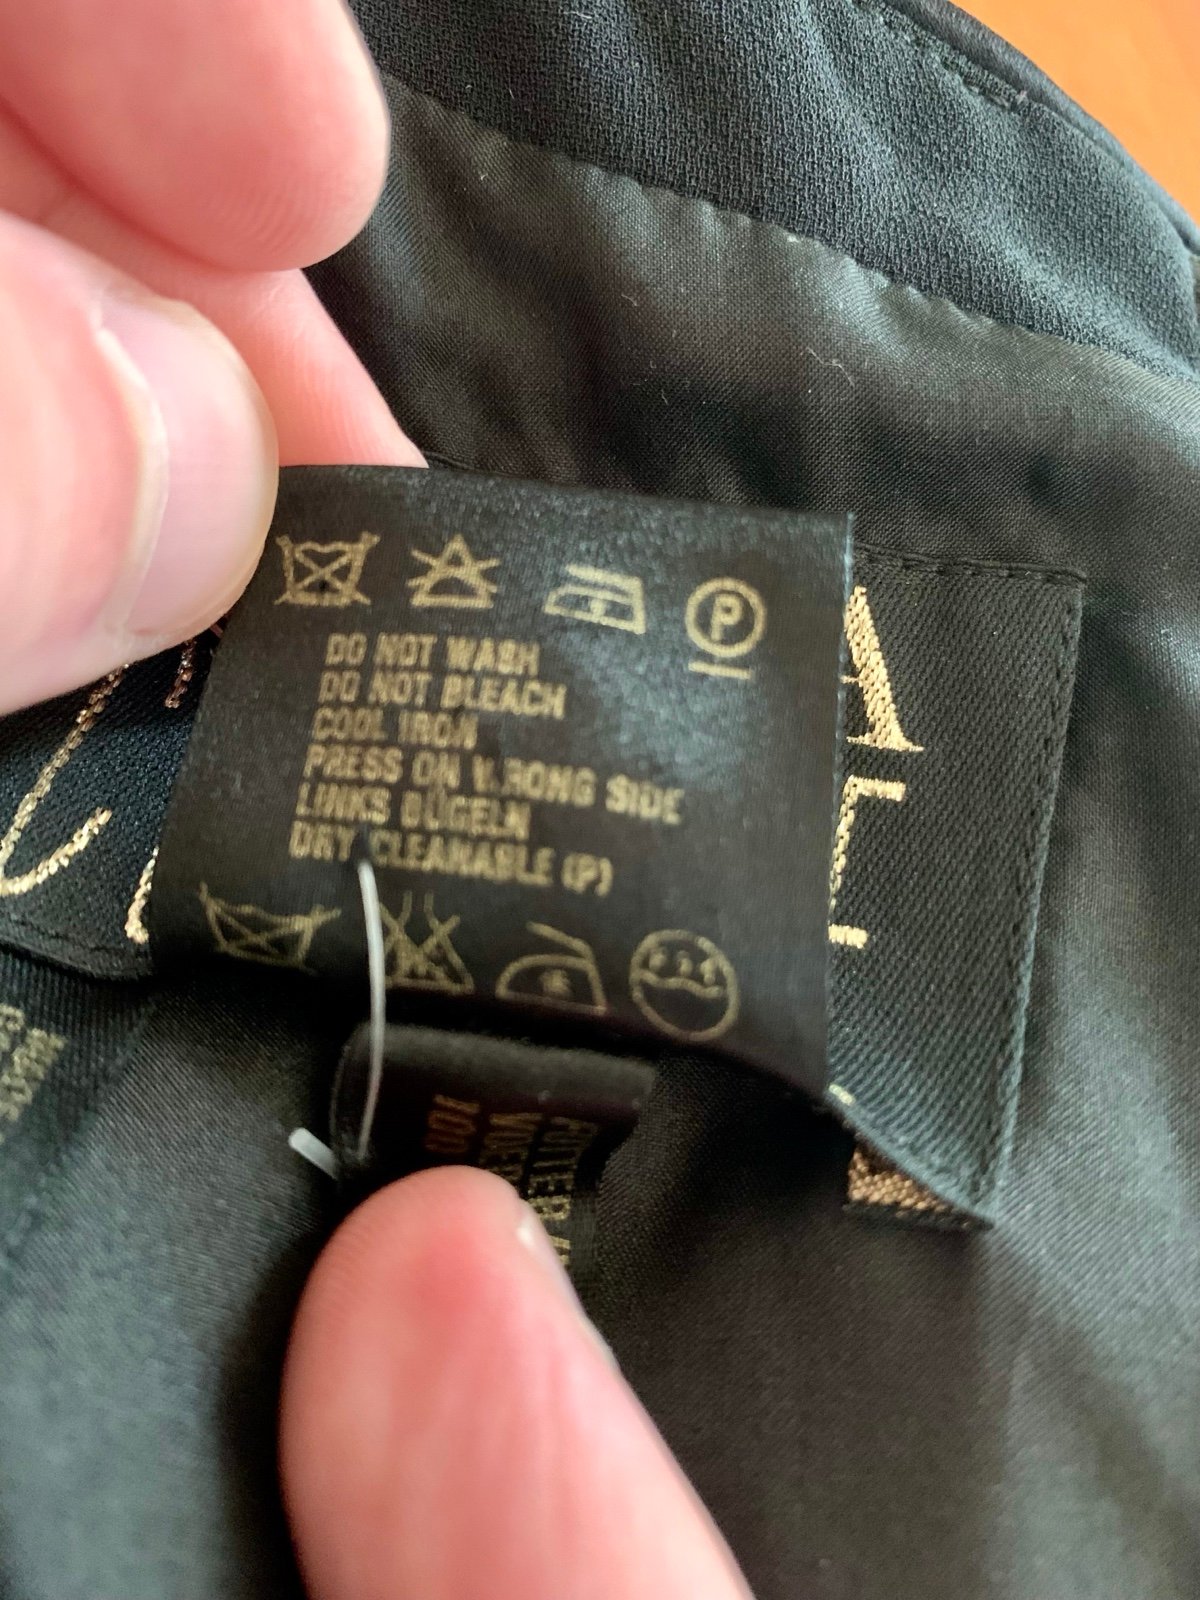 P
DO NOT WASH
DO NOT BLEACH
COOL IRON
PRESS ON WRONG SIDE
LINKS BÜGELN
DRY CLEANABLE (P)